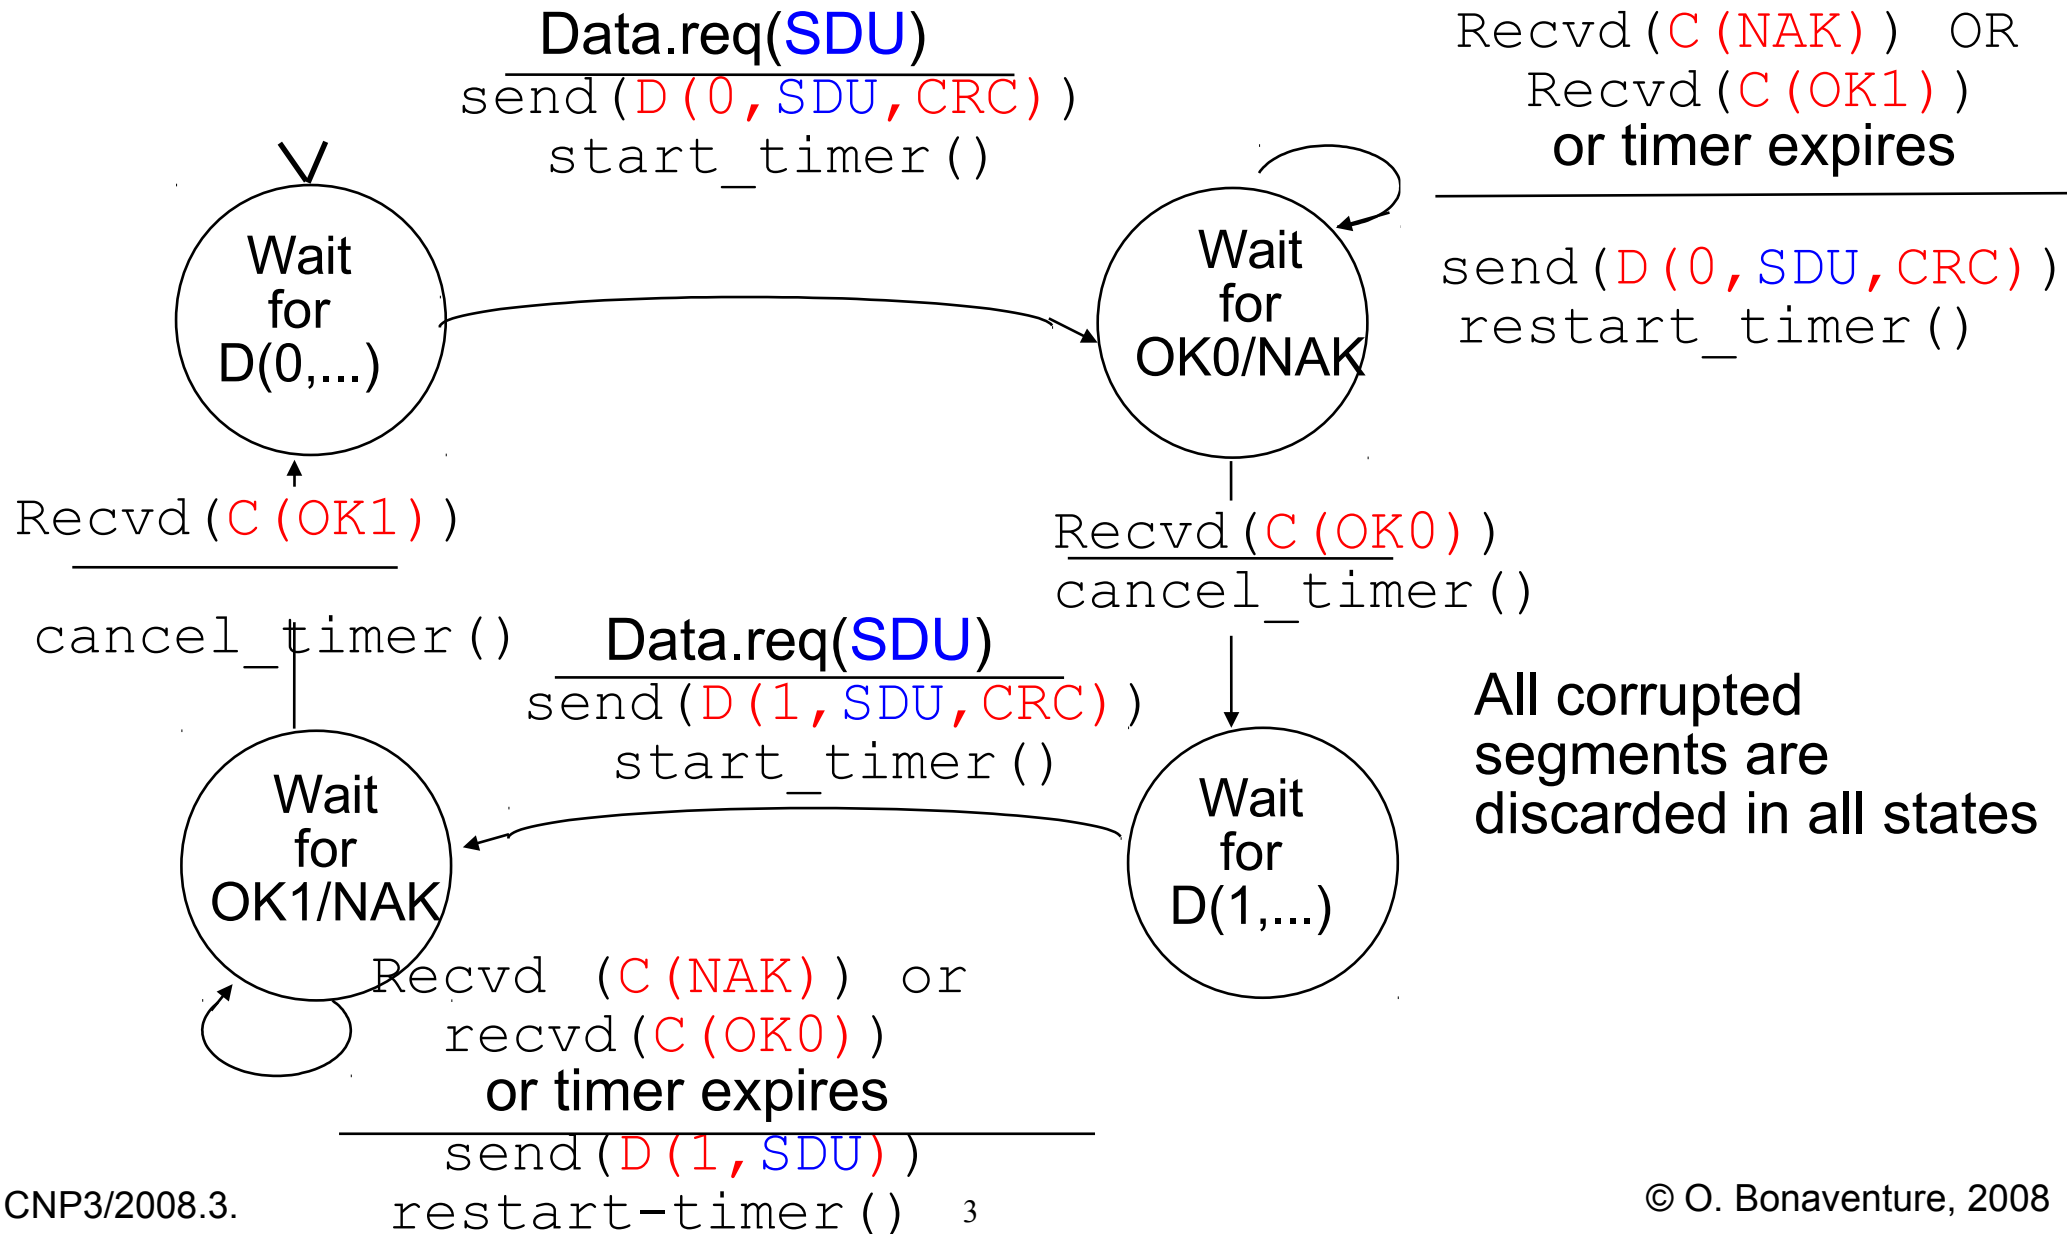 Data.req(SDU)
send(D(0,SDU,CRC))
start_timer()
Recvd(C(NAK)) OR
Recvd(C(OK1))
or timer expires
send(D(0,SDU,CRC))
restart_timer()
Wait
for
D(0,...)
Wait
for
OK0/NAK
Recvd(C(OK1))
cancel_timer()
Recvd(C(OK0))
cancel_timer()
Data.req(SDU)
send(D(1,SDU,CRC))
start_timer()
All corrupted
segments are
discarded in all states
Wait
for
OK1/NAK
Wait
for
D(1,...)
Recvd (C(NAK)) or
recvd(C(OK0))
or timer expires
send(D(1,SDU))
restart-timer()
CNP3/2008.3.
3
© O. Bonaventure, 2008